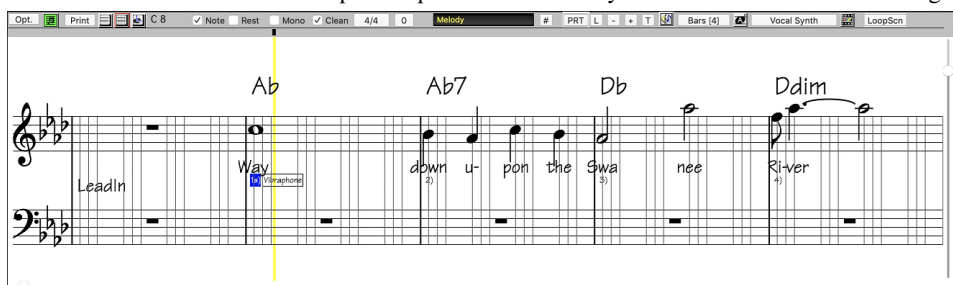 Opt. Print C 8 Note Rest Mono Clean 4/4 0 Melody # PRT L - + T Bars [4] Vocal Synth LoopScn
Ab Ab7 Db Ddim
Way down u- pon the Swa nee Ri-ver
1a) Vibraphone 2) 3) 4)
LeadIn